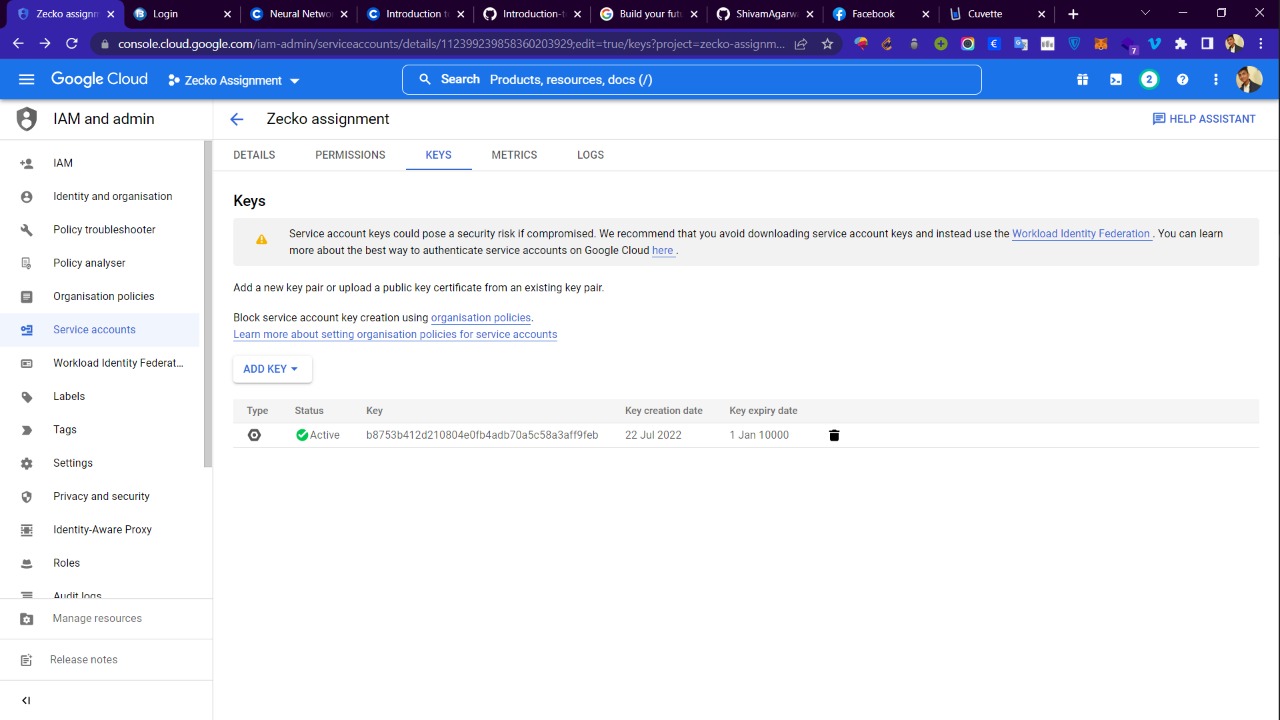 Zecko assignm
Login
Neural Netwo
Introduction t
Introduction-t
Build your futu
ShivamAgarw
Facebook
Cuvette
console.cloud.google.com/iam-admin/serviceaccounts/details/112399239858360203929;edit=true/keys?project=zecko-assignm...
7
Google Cloud
Zecko Assignment
Search Products, resources, docs (/)
2
IAM and admin
Zecko assignment
HELP ASSISTANT
IAM
Identity and organisation
Policy troubleshooter
Policy analyser
Organisation policies
Service accounts
Workload Identity Federat...
Labels
Tags
Settings
Privacy and security
Identity-Aware Proxy
Roles
Audit logs
Manage resources
Release notes
DETAILS PERMISSIONS KEYS METRICS LOGS
Keys
Service account keys could pose a security risk if compromised. We recommend that you avoid downloading service account keys and instead use the Workload Identity Federation . You can learn
more about the best way to authenticate service accounts on Google Cloud here .
Add a new key pair or upload a public key certificate from an existing key pair.
Block service account key creation using organisation policies.
Learn more about setting organisation policies for service accounts
ADD KEY
Type Status Key Key creation date Key expiry date
Active b8753b412d210804e0fb4adb70a5c58a3aff9feb 22 Jul 2022 1 Jan 10000